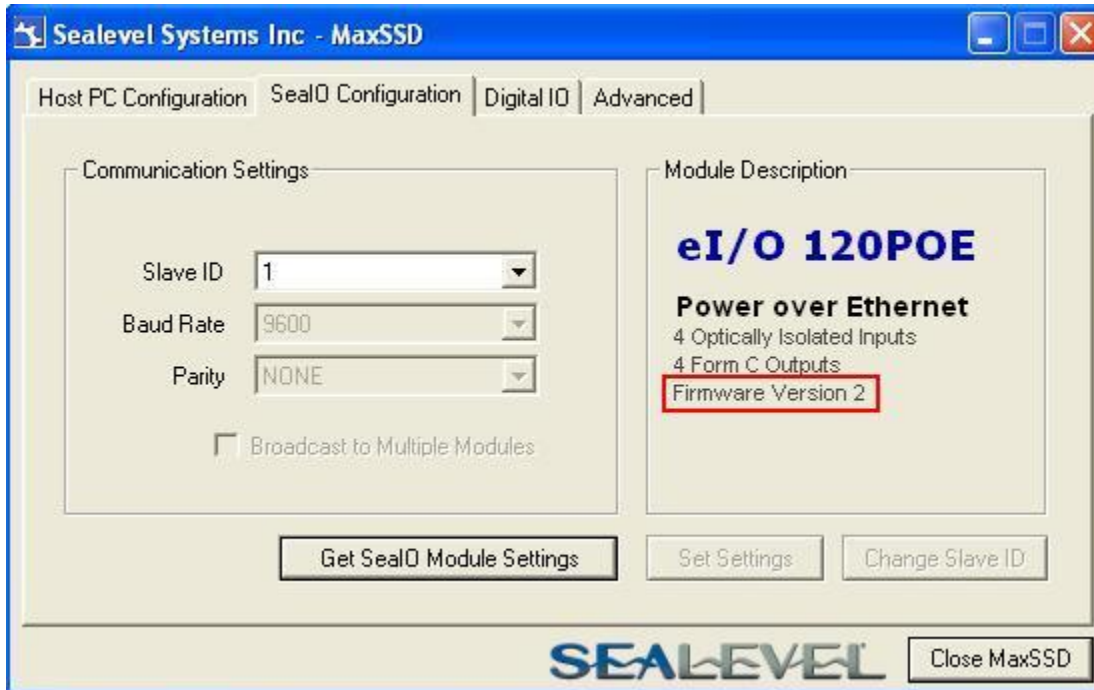 Sealevel Systems Inc - MaxSSD
Host PC Configuration
SeaIO Configuration
Digital IO
Advanced
Communication Settings
Slave ID
1
Baud Rate
9600
Parity
NONE
Broadcast to Multiple Modules
Module Description
eI/O 120POE
Power over Ethernet
4 Optically Isolated Inputs
4 Form C Outputs
Firmware Version 2
Get SeaIO Module Settings
Set Settings
Change Slave ID
SEALEVEL
Close MaxSSD